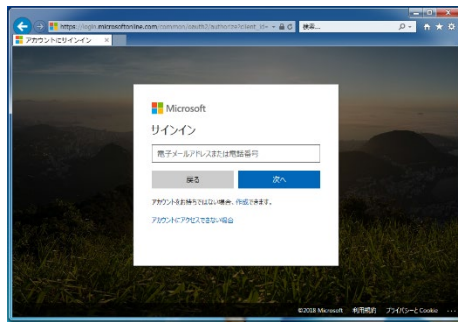 https://login.microsoftonline.com/common/oauth2/authorize?client_id=
検索...
アカウントにサインイン
Microsoft
サインイン
電子メールアドレスまたは電話番号
戻る
次へ
アカウントをお持ちではない場合、作成できます。
アカウントにアクセスできない場合
©2018 Microsoft 利用規約 プライバシーと Cookie ...